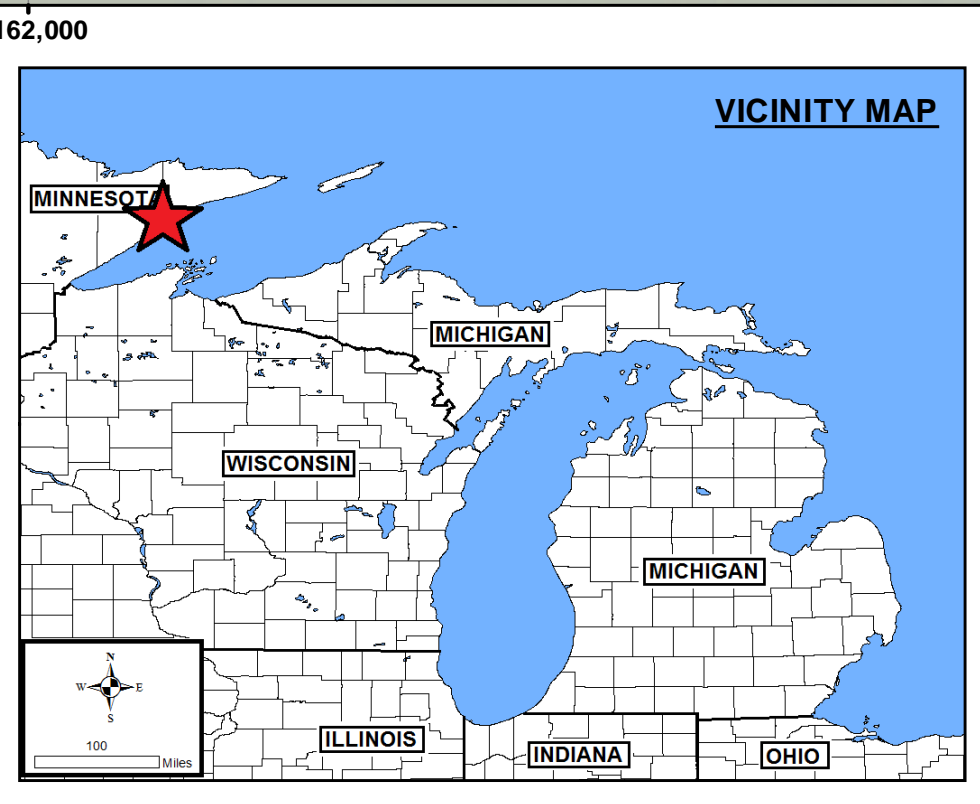 162,000
VICINITY MAP
MINNESOTA
MICHIGAN
WISCONSIN
MICHIGAN
N
W E
S
100
Miles
ILLINOIS
INDIANA
OHIO